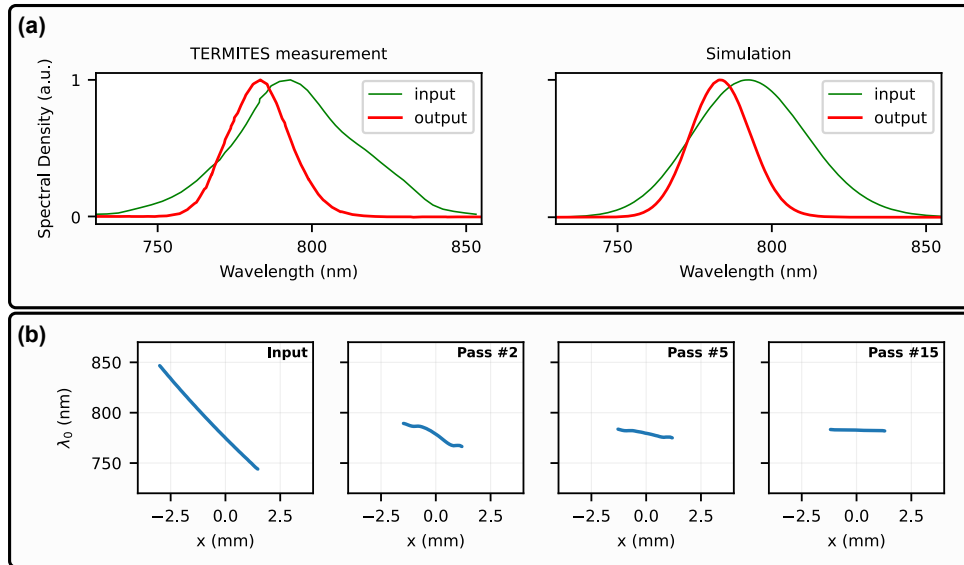 (a)
TERMITES measurement
Simulation
Spectral Density (a.u.)
1
0
input
output
input
output
750
800
850
750
800
850
Wavelength (nm)
Wavelength (nm)
(b)
Input
Pass #2
Pass #5
Pass #15
λ0 (nm)
850
800
750
−2.5
0.0
2.5
−2.5
0.0
2.5
−2.5
0.0
2.5
−2.5
0.0
2.5
x (mm)
x (mm)
x (mm)
x (mm)